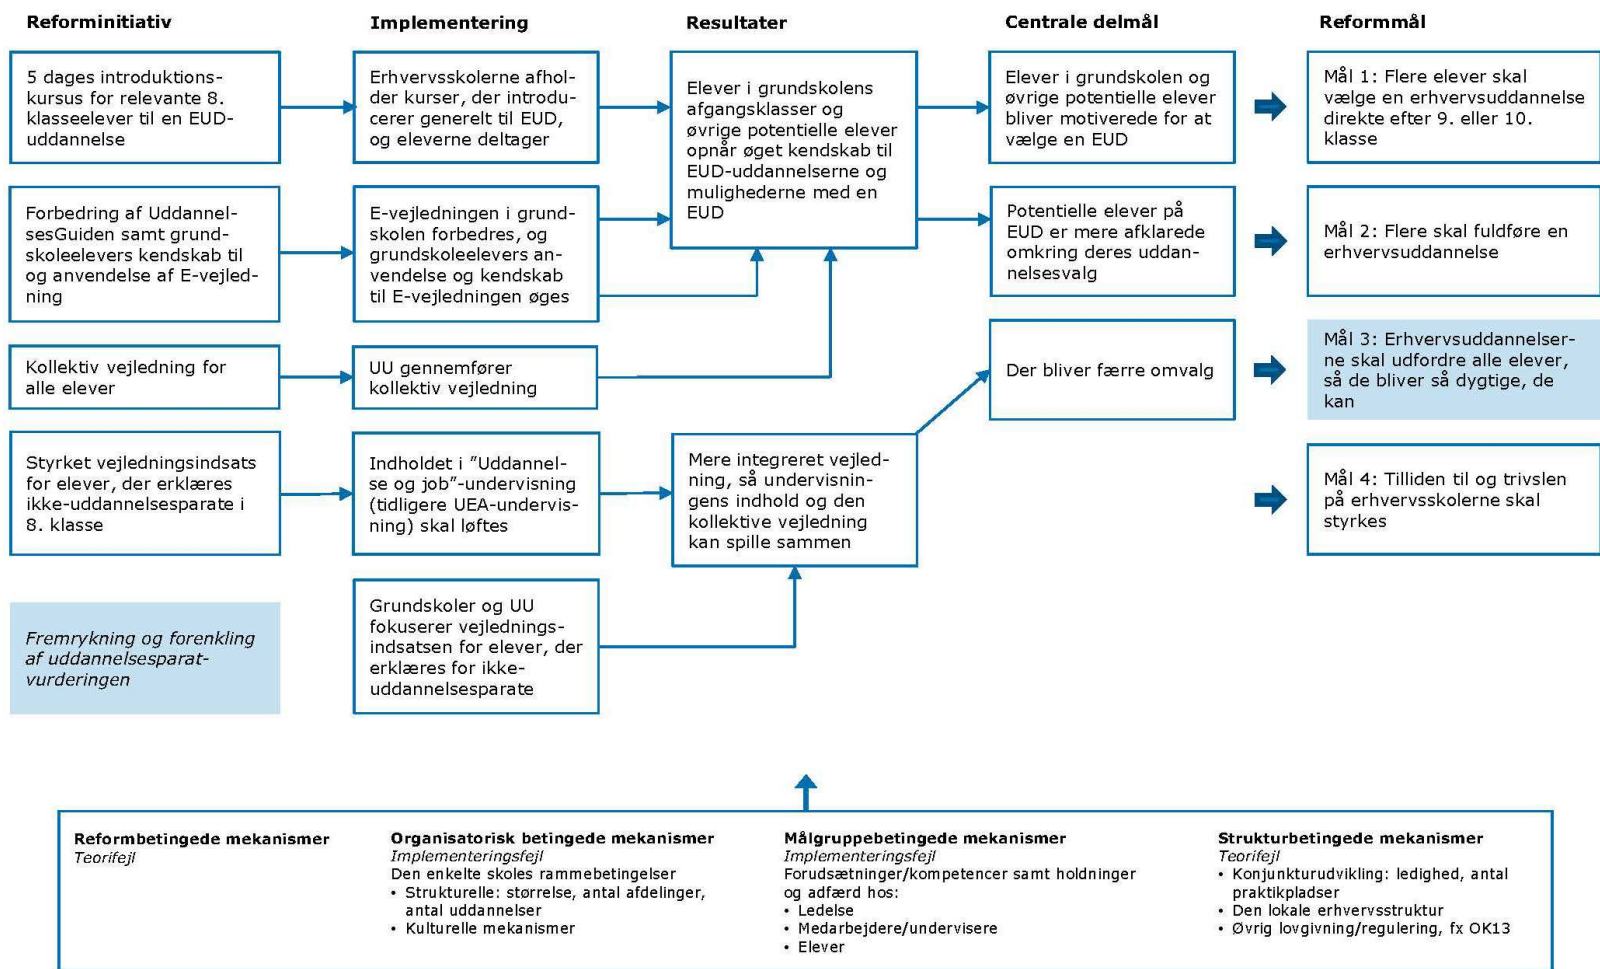 Reforminitiativ
Implementering
Resultater
Centrale delmål
Reformmål
5 dages introduktions-
kursus for relevante 8.
klasseelever til en EUD-
uddannelse
Erhvervsskolerne afhol-
der kurser, der introdu-
cerer generelt til EUD,
og eleverne deltager
Elever i grundskolens
afgangsklasser og
øvrige potentielle elever
opnår øget kendskab til
EUD-uddannelserne og
mulighederne med en
EUD
Elever i grundskolen og
øvrige potentielle elever
bliver motiverede for at
vælge en EUD
Mål 1: Flere elever skal
vælge en erhvervsuddannelse
direkte efter 9. eller 10.
klasse
Forbedring af Uddannel-
sesGuiden samt grund-
skoleelevers kendskab til
og anvendelse af E-vejled-
ning
E-vejledningen i grund-
skolen forbedres, og
grundskoleelevers an-
vendelse og kendskab
til E-vejledningen øges
Potentielle elever på
EUD er mere afklarede
omkring deres uddan-
nelsesvalg
Mål 2: Flere skal fuldføre en
erhvervsuddannelse
Kollektiv vejledning for
alle elever
UU gennemfører
kollektiv vejledning
Der bliver færre omvalg
Mål 3: Erhvervsuddannelser-
ne skal udfordre alle elever,
så de bliver så dygtige, de
kan
Styrket vejledningsindsats
for elever, der erklæres
ikke-uddannelsesparate i
8. klasse
Indholdet i ”Uddannel-
se og job”-undervisning
(tidligere UEA-undervis-
ning) skal løftes
Mere integreret vejled-
ning, så undervisnin-
gens indhold og den
kollektive vejledning
kan spille sammen
Mål 4: Tilliden til og trivslen
på erhvervsskolerne skal
styrkes
Fremrykning og forenkling
af uddannelsesparat-
vurderingen
Grundskoler og UU
fokuserer vejlednings-
indsatsen for elever, der
erklæres for ikke-
uddannelsesparate
Reformbetingede mekanismer
Teorifejl
Organisatorisk betingede mekanismer
Implementeringsfejl
Den enkelte skoles rammebetingelser
• Strukturelle: størrelse, antal afdelinger,
antal uddannelser
• Kulturelle mekanismer
Målgruppebetingede mekanismer
Implementeringsfejl
Forudsætninger/kompetencer samt holdninger
og adfærd hos:
• Ledelse
• Medarbejdere/undervisere
• Elever
Strukturbetingede mekanismer
Teorifejl
• Konjunkturudvikling: ledighed, antal
praktikpladser
• Den lokale erhvervsstruktur
• Øvrig lovgivning/regulering, fx OK13